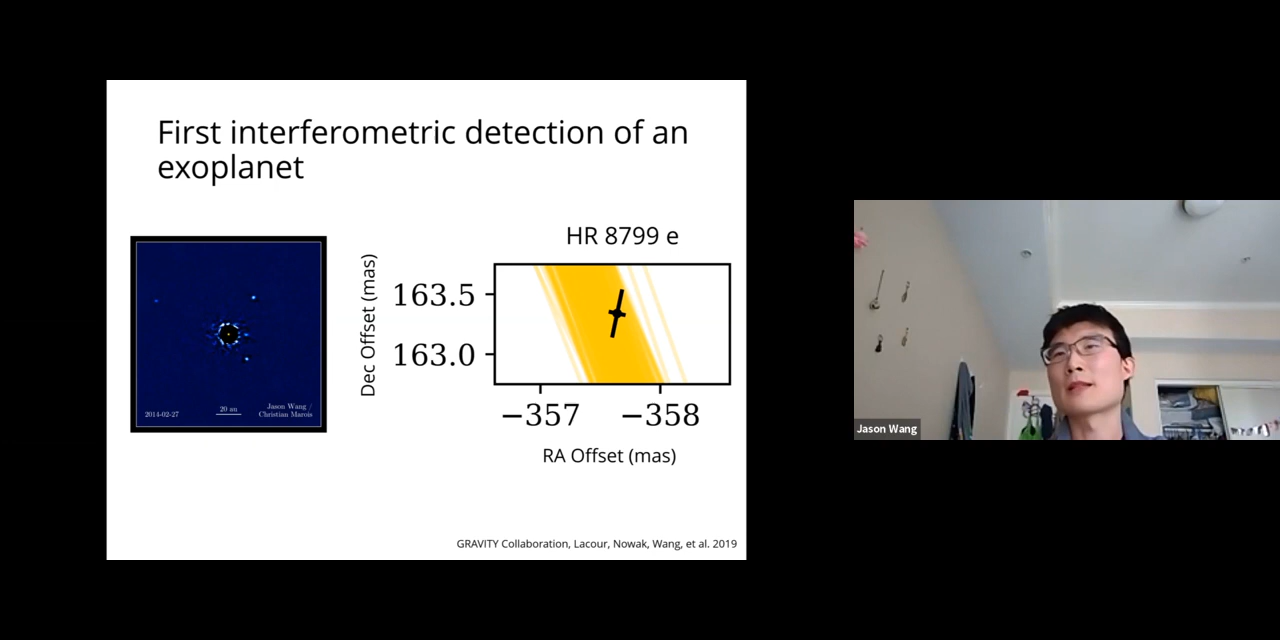 First interferometric detection of an
exoplanet
HR 8799 e
Dec Offset (mas)
163.5
163.0
−357
−358
RA Offset (mas)
2014-02-27
20 au
Jason Wang /
Christian Marois
GRAVITY Collaboration, Lacour, Nowak, Wang, et al. 2019
Jason Wang